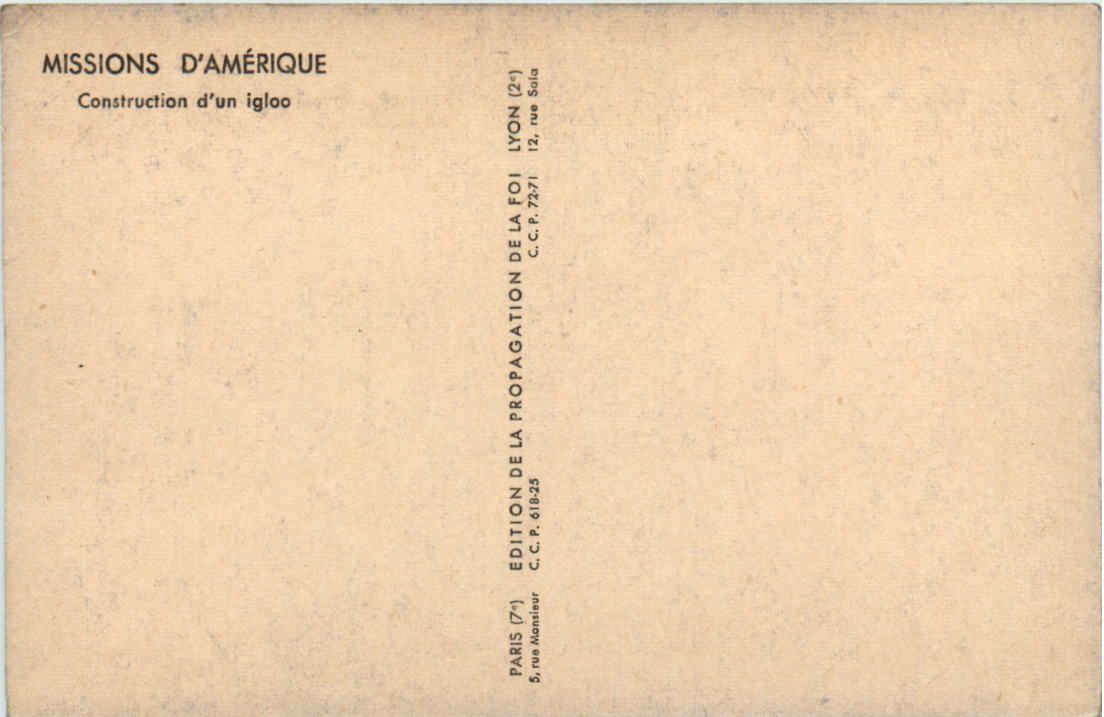 MISSIONS D'AMÉRIQUE
Construction d'un igloo
PARIS (7e) EDITION DE LA PROPAGATION DE LA FOI LYON (2e)
5, rue Monsieur C. C. P. 618-25 C. C. P. 72-71 12, rue Sala